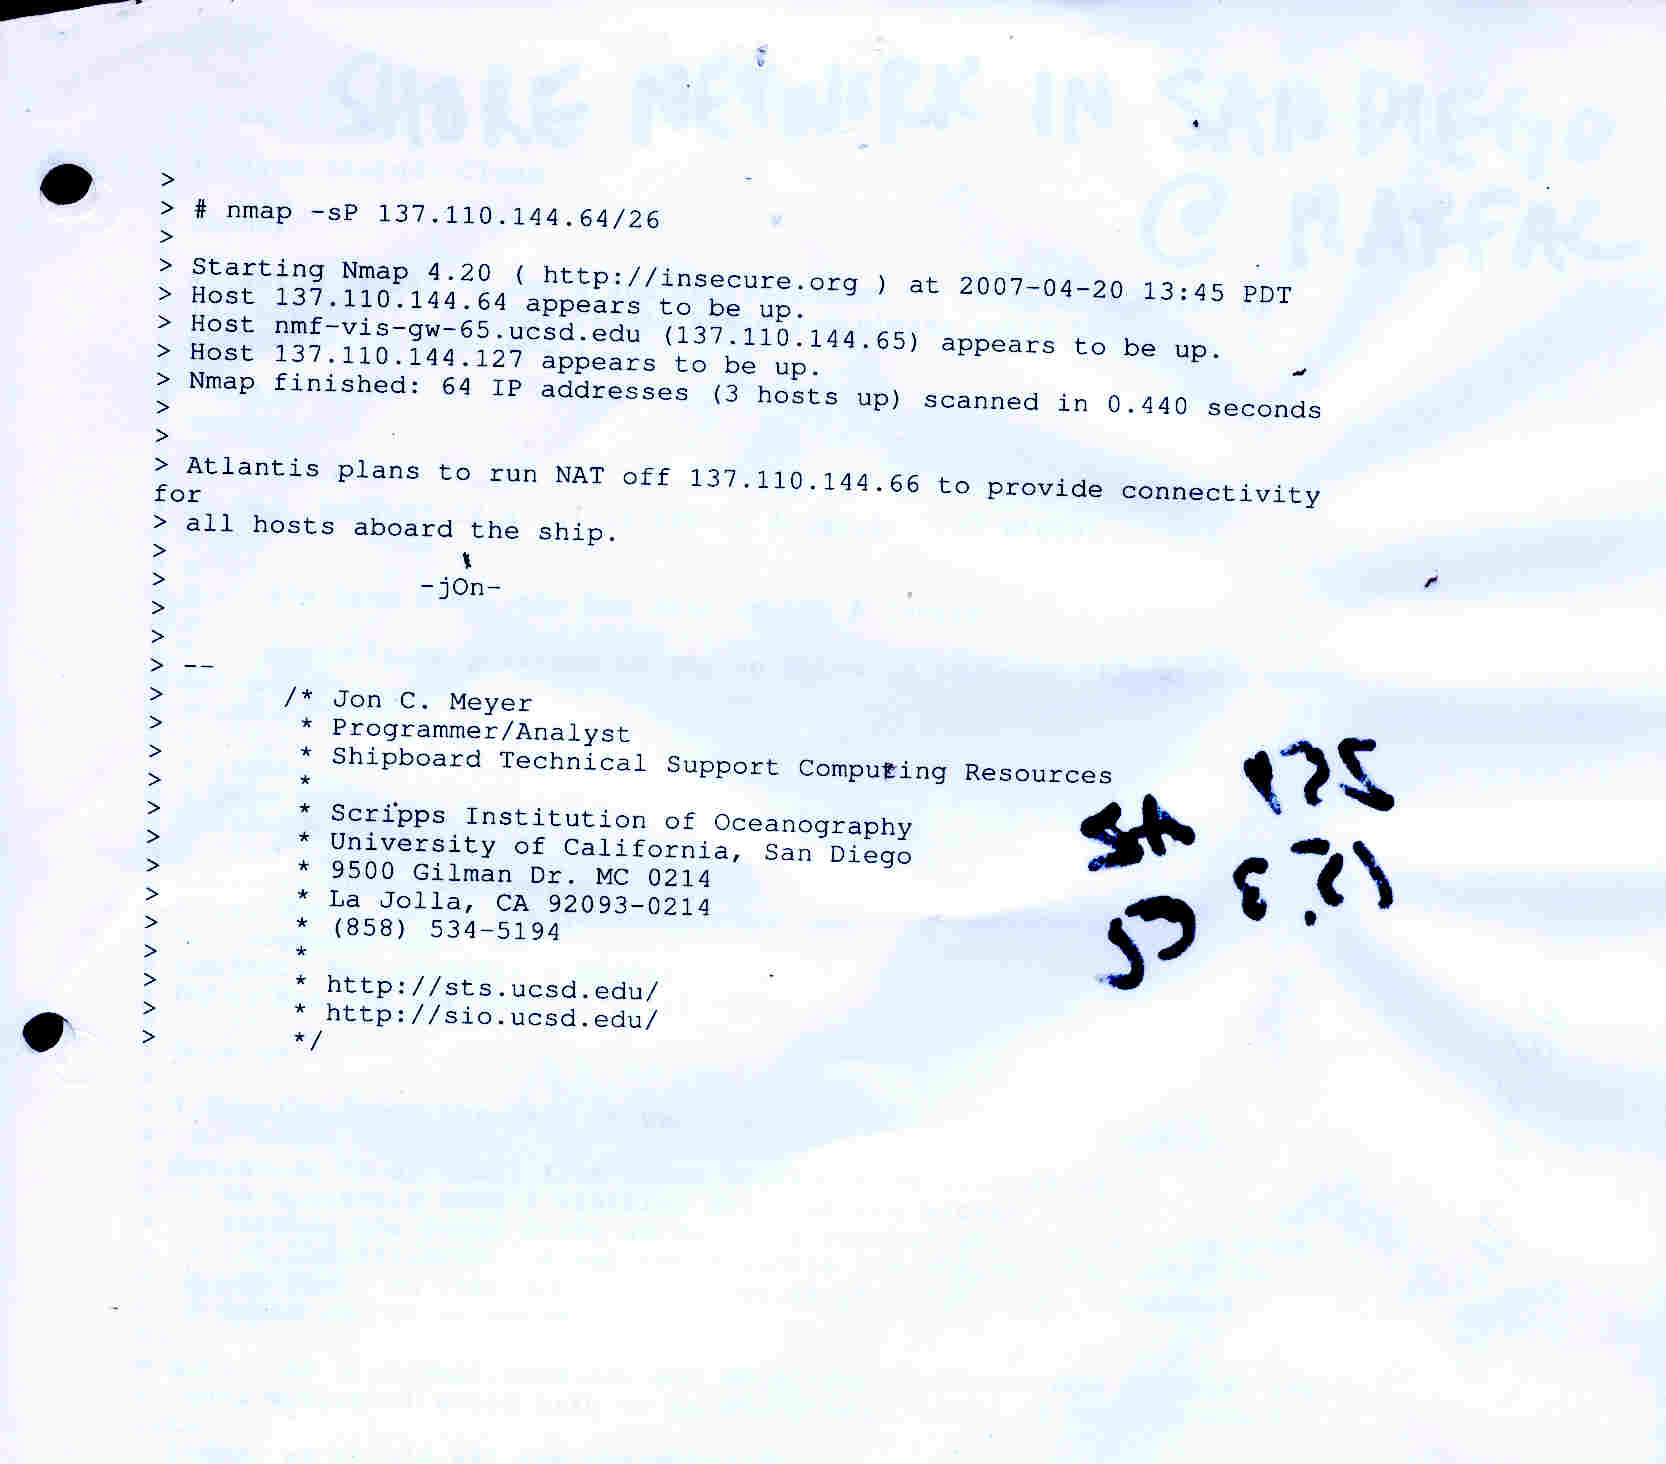 SHORE NETWORK IN SAN DIEGO
@ MARFAC
>
> # nmap -sP 137.110.144.64/26
>
> Starting Nmap 4.20 ( http://insecure.org ) at 2007-04-20 13:45 PDT
> Host 137.110.144.64 appears to be up.
> Host nmf-vis-gw-65.ucsd.edu (137.110.144.65) appears to be up.
> Host 137.110.144.127 appears to be up.
> Nmap finished: 64 IP addresses (3 hosts up) scanned in 0.440 seconds
>
>
> Atlantis plans to run NAT off 137.110.144.66 to provide connectivity
for
> all hosts aboard the ship.
>
> -jOn-
>
>
> --
> /* Jon C. Meyer
> * Programmer/Analyst
> * Shipboard Technical Support Computing Resources
> *
> * Scripps Institution of Oceanography
> * University of California, San Diego
> * 9500 Gilman Dr. MC 0214
> * La Jolla, CA 92093-0214
> * (858) 534-5194
> *
> * http://sts.ucsd.edu/
> * http://sio.ucsd.edu/
> */